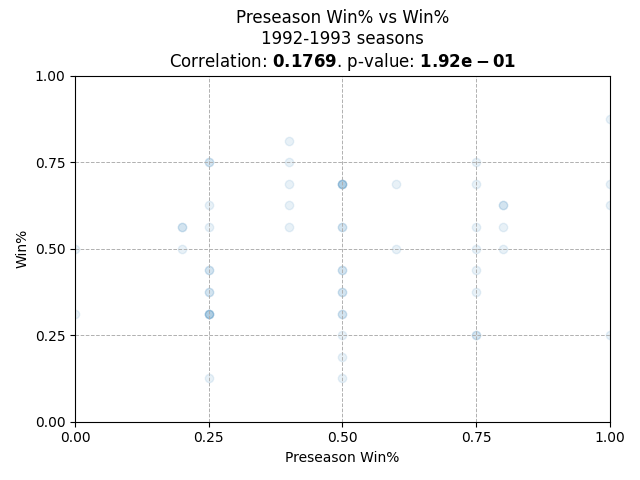 Preseason Win% vs Win%
1992-1993 seasons
Correlation: 0.1769. p-value: 1.92e − 01
1.00
0.75
0.50
0.25
0.00
Win%
0.00 0.25 0.50 0.75 1.00
Preseason Win%